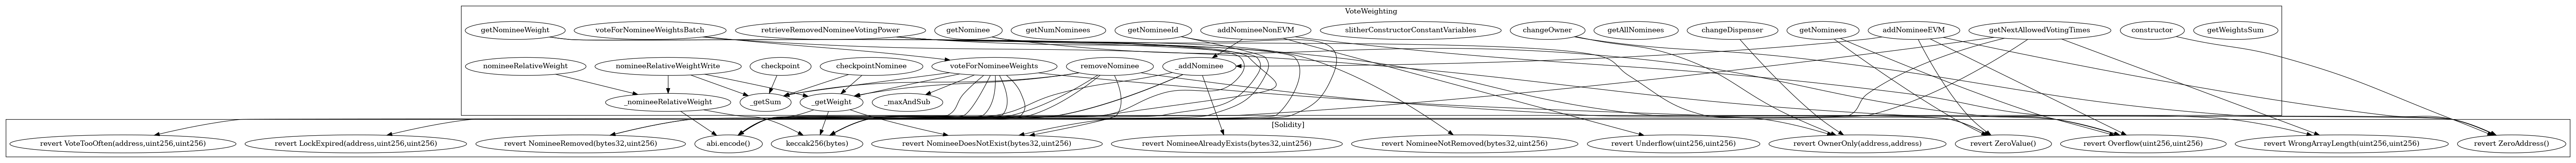 VoteWeighting
getNomineeWeight
voteForNomineeWeightsBatch
retrieveRemovedNomineeVotingPower
getNominee
getNumNominees
getNomineeId
addNomineeNonEVM
slitherConstructorConstantVariables
changeOwner
getAllNominees
changeDispenser
getNominees
addNomineeEVM
getNextAllowedVotingTimes
constructor
getWeightsSum
nomineeRelativeWeight
nomineeRelativeWeightWrite
checkpoint
checkpointNominee
voteForNomineeWeights
removeNominee
_addNominee
_nomineeRelativeWeight
_getSum
_getWeight
_maxAndSub
[Solidity]
revert VoteTooOften(address,uint256,uint256)
revert LockExpired(address,uint256,uint256)
revert NomineeRemoved(bytes32,uint256)
abi.encode()
keccak256(bytes)
revert NomineeDoesNotExist(bytes32,uint256)
revert NomineeAlreadyExists(bytes32,uint256)
revert NomineeNotRemoved(bytes32,uint256)
revert Underflow(uint256,uint256)
revert OwnerOnly(address,address)
revert ZeroValue()
revert Overflow(uint256,uint256)
revert WrongArrayLength(uint256,uint256)
revert ZeroAddress()